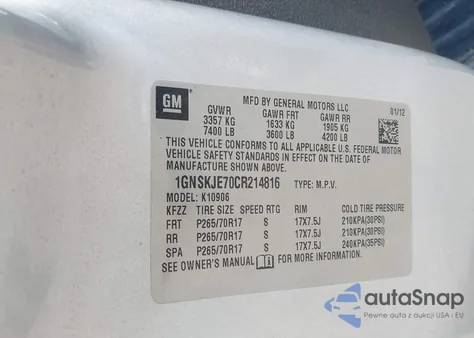 GM
MFD BY GENERAL MOTORS LLC
01/12
GVWR GAWR FRT GAWR RR
3357 KG 1633 KG 1905 KG
7400 LB 3600 LB 4200 LB
THIS VEHICLE CONFORMS TO ALL APPLICABLE U.S. FEDERAL MOTOR
VEHICLE SAFETY STANDARDS IN EFFECT ON THE DATE OF
MANUFACTURE SHOWN ABOVE.
1GNSKJE70CR214816 TYPE: M.P.V.
MODEL: K10906
KFZZ TIRE SIZE SPEED RTG RIM COLD TIRE PRESSURE
FRT P265/70R17 S 17X7.5J 210KPA(30PSI)
RR P265/70R17 S 17X7.5J 210KPA(30PSI)
SPA P265/70R17 S 17X7.5J 240KPA(35PSI)
SEE OWNER'S MANUAL FOR MORE INFORMATION.
autoSnap
Pewne auta z aukcji USA - EU